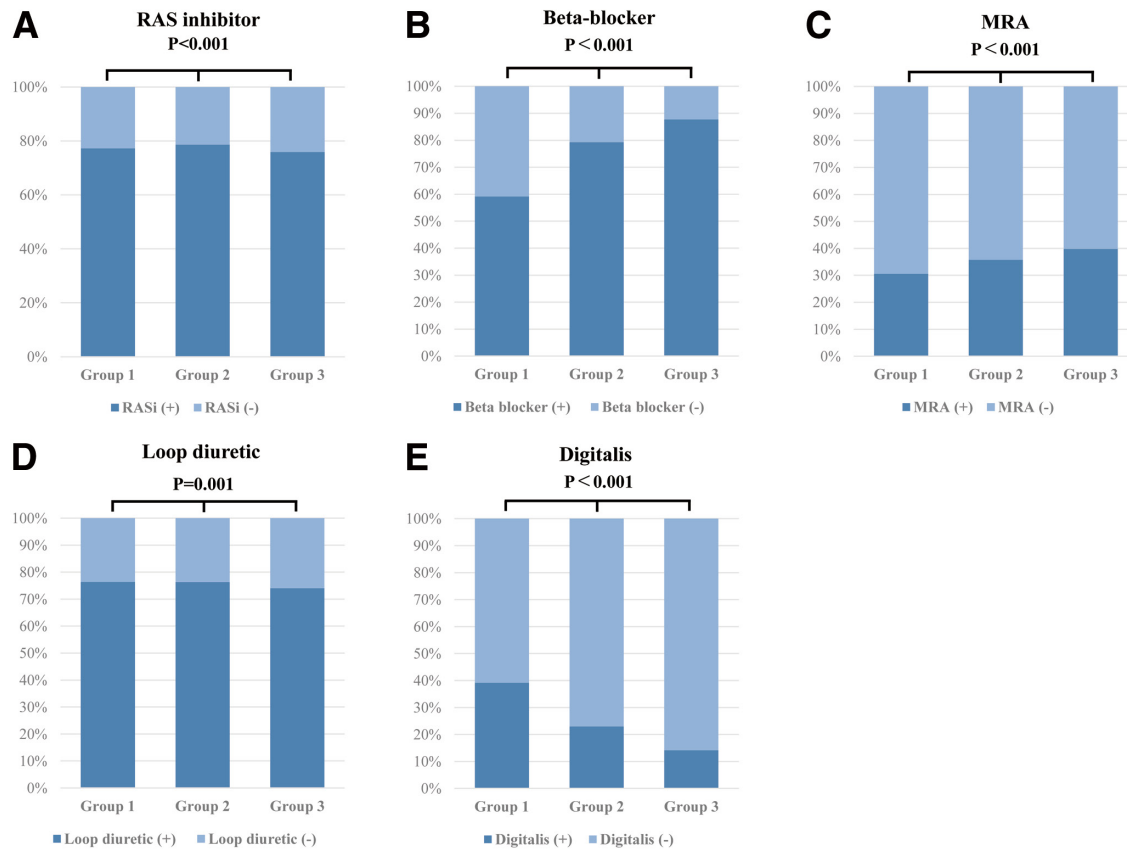 A
RAS inhibitor
P<0.001
100%
80%
60%
40%
20%
0%
Group 1 Group 2 Group 3
RASi (+) RASi (-)
B
Beta-blocker
P < 0.001
100%
90%
80%
70%
60%
50%
40%
30%
20%
10%
0%
Group 1 Group 2 Group 3
Beta blocker (+) Beta blocker (-)
C
MRA
P < 0.001
100%
90%
80%
70%
60%
50%
40%
30%
20%
10%
0%
Group 1 Group 2 Group 3
MRA (+) MRA (-)
D
Loop diuretic
P=0.001
100%
90%
80%
70%
60%
50%
40%
30%
20%
10%
0%
Group 1 Group 2 Group 3
Loop diuretic (+) Loop diuretic (-)
E
Digitalis
P < 0.001
100%
90%
80%
70%
60%
50%
40%
30%
20%
10%
0%
Group 1 Group 2 Group 3
Digitalis (+) Digitalis (-)